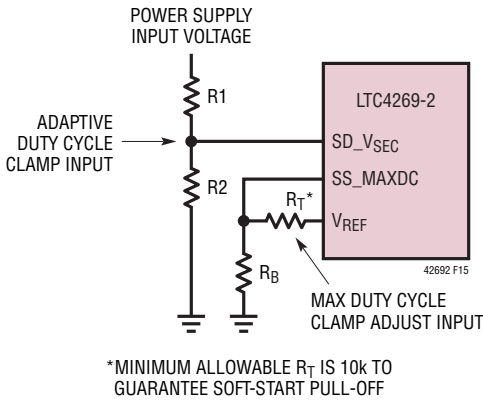 POWER SUPPLY
INPUT VOLTAGE
R1
LTC4269-2
ADAPTIVE
DUTY CYCLE
CLAMP INPUT
SD_VSEC
R2
SS_MAXDC
RT*
VREF
RB
42692 F15
MAX DUTY CYCLE
CLAMP ADJUST INPUT
*MINIMUM ALLOWABLE RT IS 10k TO
GUARANTEE SOFT-START PULL-OFF